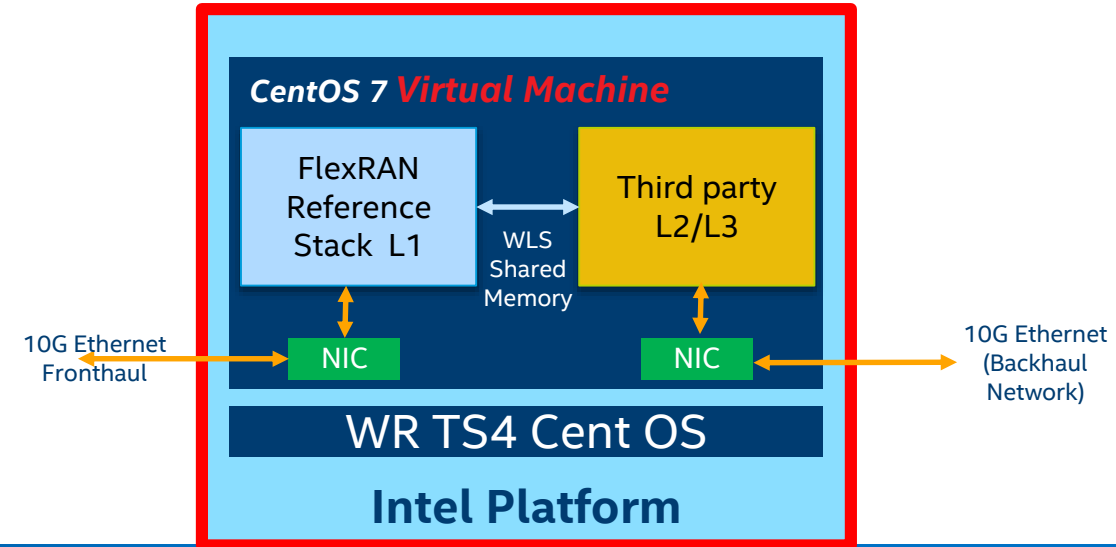 CentOS 7 Virtual Machine
FlexRAN
Reference
Stack L1
Third party
L2/L3
WLS
Shared
Memory
10G Ethernet
Fronthaul
NIC
NIC
10G Ethernet
(Backhaul
Network)
WR TS4 Cent OS
Intel Platform